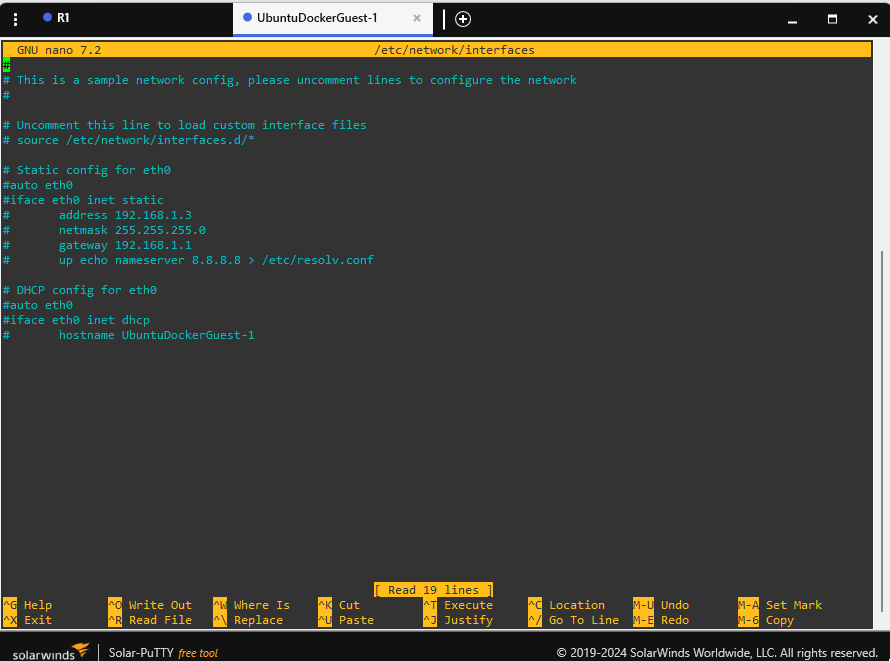 R1 UbuntuDockerGuest-1
GNU nano 7.2 /etc/network/interfaces
#
# This is a sample network config, please uncomment lines to configure the network
#
# Uncomment this line to load custom interface files
# source /etc/network/interfaces.d/*
# Static config for eth0
#auto eth0
#iface eth0 inet static
# address 192.168.1.3
# netmask 255.255.255.0
# gateway 192.168.1.1
# up echo nameserver 8.8.8.8 > /etc/resolv.conf
# DHCP config for eth0
#auto eth0
#iface eth0 inet dhcp
# hostname UbuntuDockerGuest-1
[ Read 19 lines ]
^G Help ^O Write Out ^W Where Is ^K Cut ^T Execute ^C Location M-U Undo M-A Set Mark
^X Exit ^R Read File ^\ Replace ^U Paste ^J Justify ^/ Go To Line M-E Redo M-6 Copy
solarwinds Solar-PuTTY free tool © 2019-2024 SolarWinds Worldwide, LLC. All rights reserved.